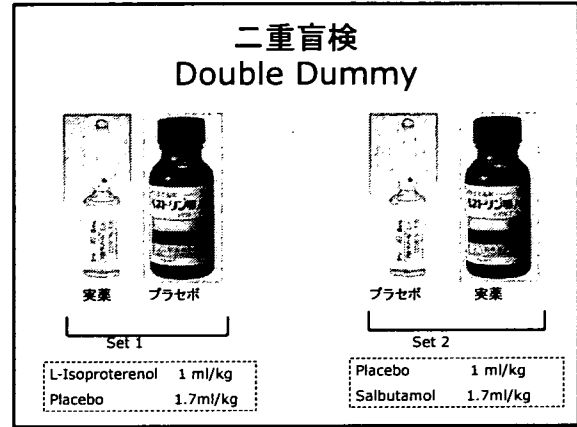 二重盲検
Double Dummy
実薬
プラセボ
プラセボ
実薬
Set 1
Set 2
L-Isoproterenol 1 ml/kg
Placebo 1.7ml/kg
Placebo 1 ml/kg
Salbutamol 1.7ml/kg